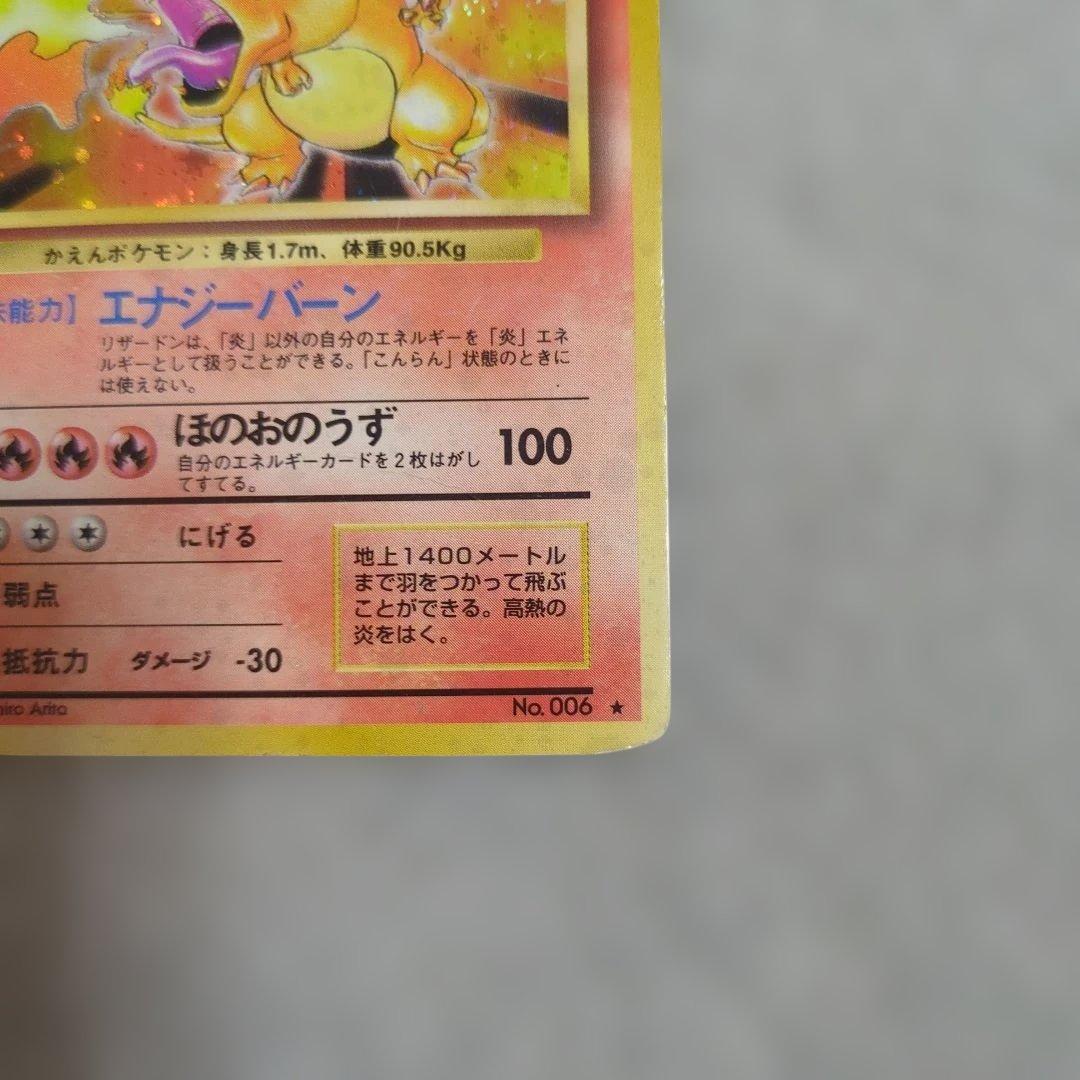 かえんポケモン：身長1.7m、体重90.5Kg
能力】 エナジーバーン
リザードンは、「炎」以外の自分のエネルギーを「炎」エネ
ルギーとして扱うことができる。「こんらん」状態のときに
は使えない。
ほのおのうず 100
自分のエネルギーカードを2枚はがし
てすてる。
にげる
弱点
抵抗力 ダメージ -30
地上1400メートル
まで羽をつかって飛ぶ
ことができる。高熱の
炎をはく。
Arita
No. 006 ★